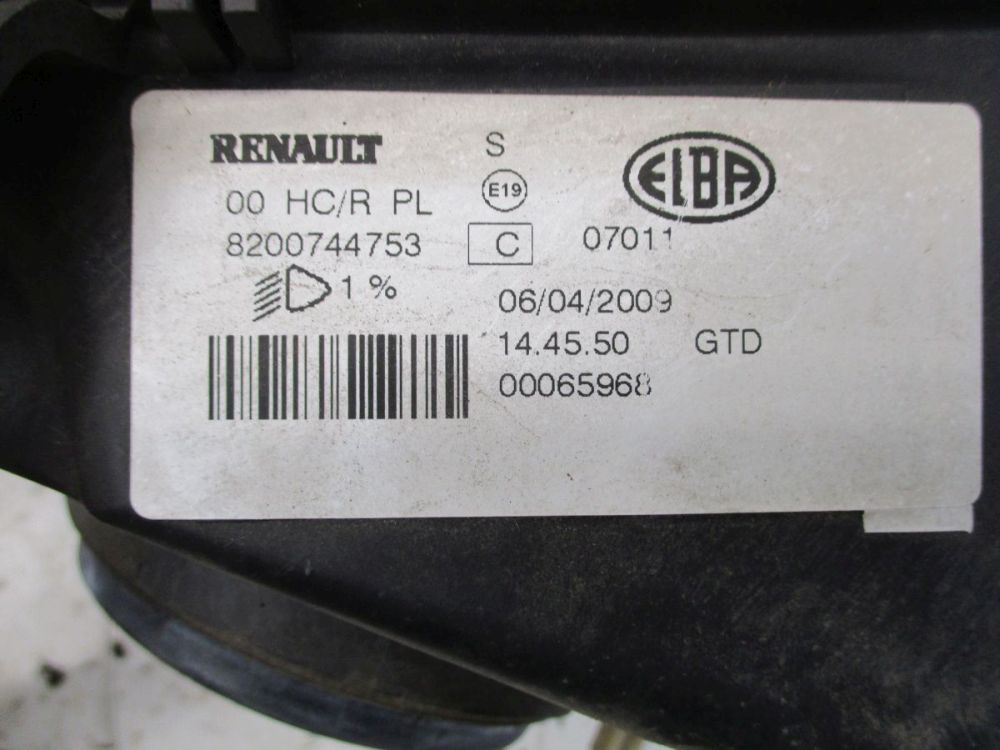 RENAULT S ELBA
00 HC/R PL E19
8200744753 C 07011
1 %
06/04/2009
14.45.50 GTD
00065968